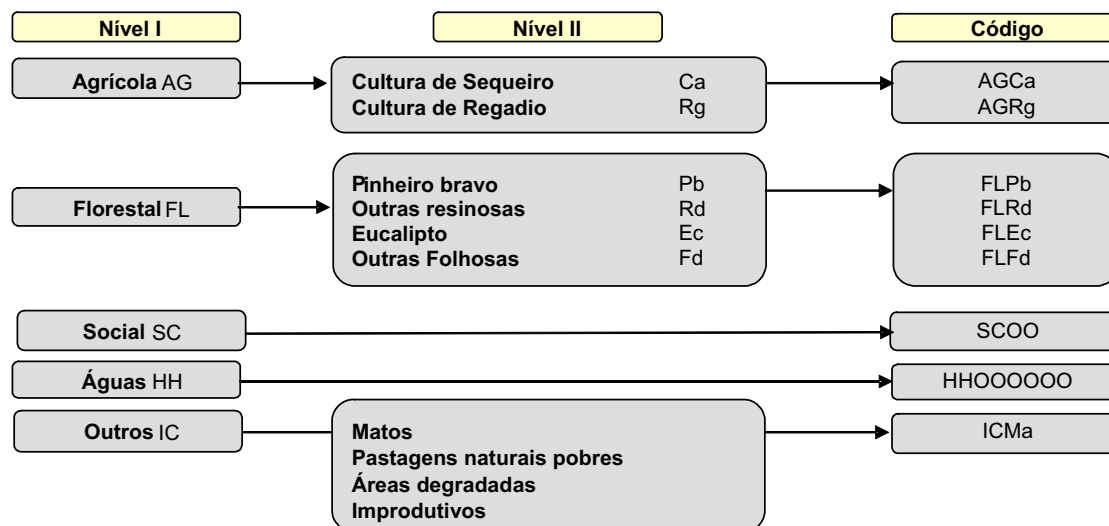 Nível I Nível II Código
Agrícola AG Cultura de Sequeiro Ca AGCa
Cultura de Regadio Rg AGRg
Pinheiro bravo Pb FLPb
Florestal FL Outras resinosas Rd FLRd
Eucalipto Ec FLEc
Outras Folhosas Fd FLFd
Social SC SCOO
Águas HH HHOOOOOO
Outros IC Matos ICMa
Pastagens naturais pobres
Áreas degradadas
Improdutivos